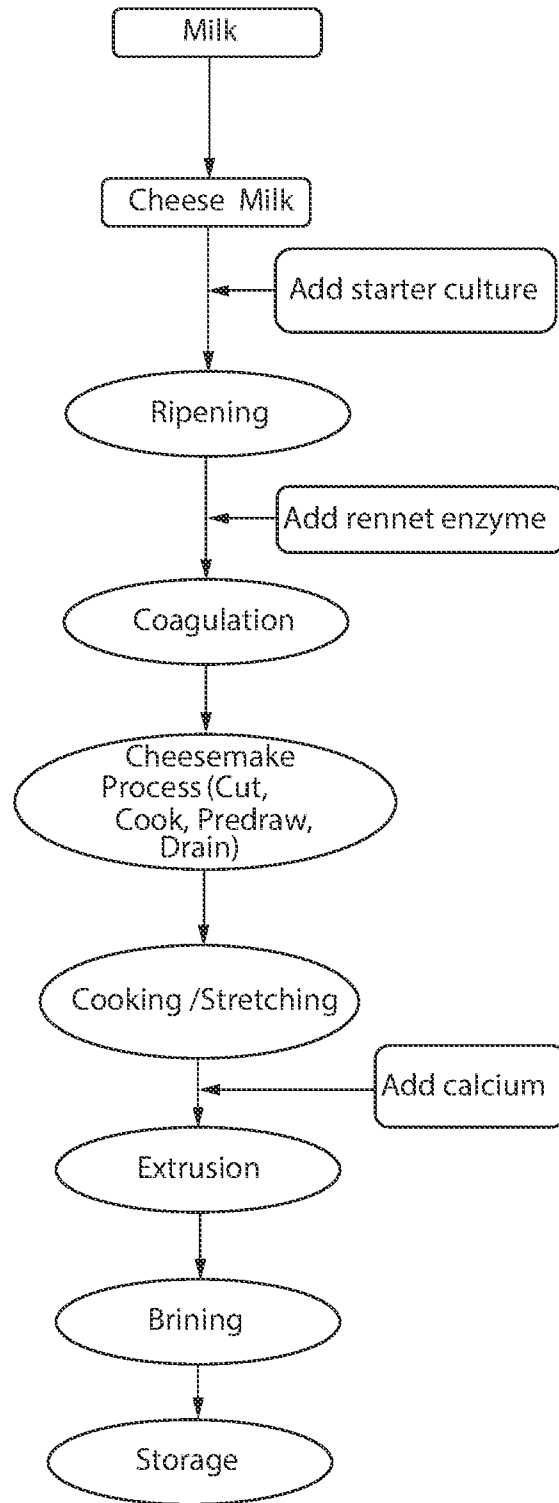 Milk
Cheese Milk
Add starter culture
Ripening
Add rennet enzyme
Coagulation
Cheesemake
Process (Cut,
Cook, Predraw,
Drain)
Cooking /Stretching
Add calcium
Extrusion
Brining
Storage